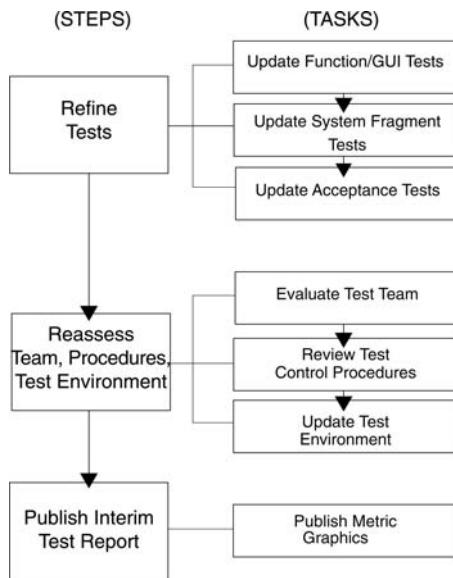 (STEPS)
(TASKS)
Refine
Tests
Update Function/GUI Tests
Update System Fragment
Tests
Update Acceptance Tests
Reassess
Team, Procedures,
Test Environment
Evaluate Test Team
Review Test
Control Procedures
Update Test
Environment
Publish Interim
Test Report
Publish Metric
Graphics